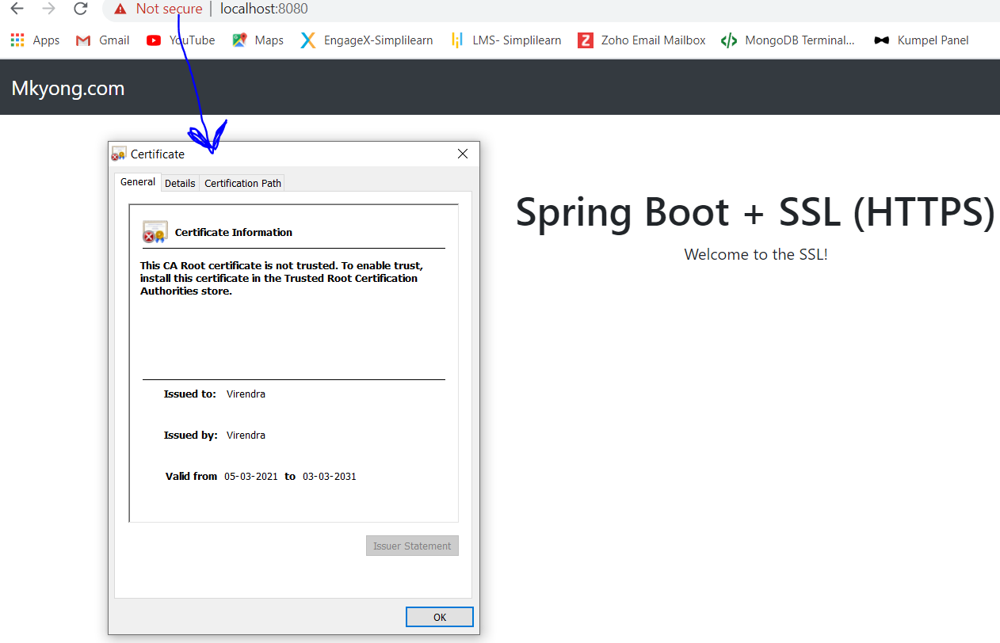 Not secure | localhost:8080
Apps Gmail YouTube Maps EngageX-Simplilearn LMS- Simplilearn Zoho Email Mailbox MongoDB Terminal... Kumpel Panel
Mkyong.com
Certificate
General Details Certification Path
Certificate Information
This CA Root certificate is not trusted. To enable trust,
install this certificate in the Trusted Root Certification
Authorities store.
Issued to: Virendra
Issued by: Virendra
Valid from 05-03-2021 to 03-03-2031
Issuer Statement
OK
Spring Boot + SSL (HTTPS)
Welcome to the SSL!